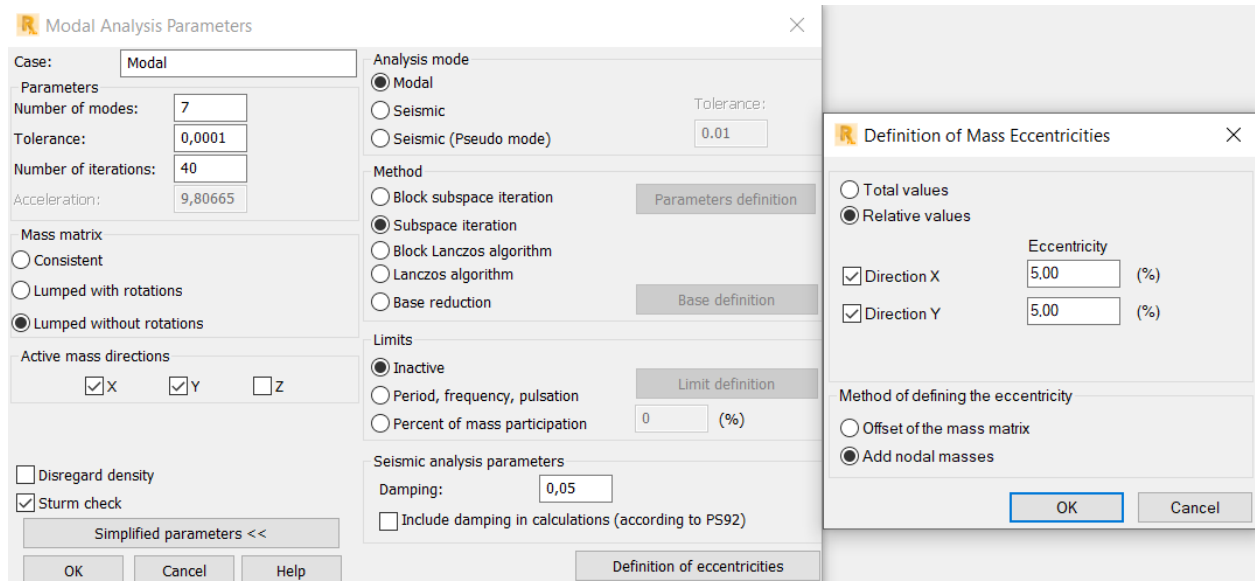 Modal Analysis Parameters
Case: Modal
Parameters
Number of modes: 7
Tolerance: 0,0001
Number of iterations: 40
Acceleration: 9,80665
Mass matrix
Consistent
Lumped with rotations
Lumped without rotations
Active mass directions
X Y Z
Disregard density
Sturm check
Simplified parameters <<
OK Cancel Help
Analysis mode
Modal
Seismic
Seismic (Pseudo mode)
Tolerance:
0.01
Method
Block subspace iteration
Parameters definition
Subspace iteration
Block Lanczos algorithm
Lanczos algorithm
Base reduction
Base definition
Limits
Inactive
Limit definition
Period, frequency, pulsation
Percent of mass participation
0 (%)
Seismic analysis parameters
Damping: 0,05
Include damping in calculations (according to PS92)
Definition of eccentricities
Definition of Mass Eccentricities
Total values
Relative values
Eccentricity
Direction X 5,00 (%)
Direction Y 5,00 (%)
Method of defining the eccentricity
Offset of the mass matrix
Add nodal masses
OK Cancel